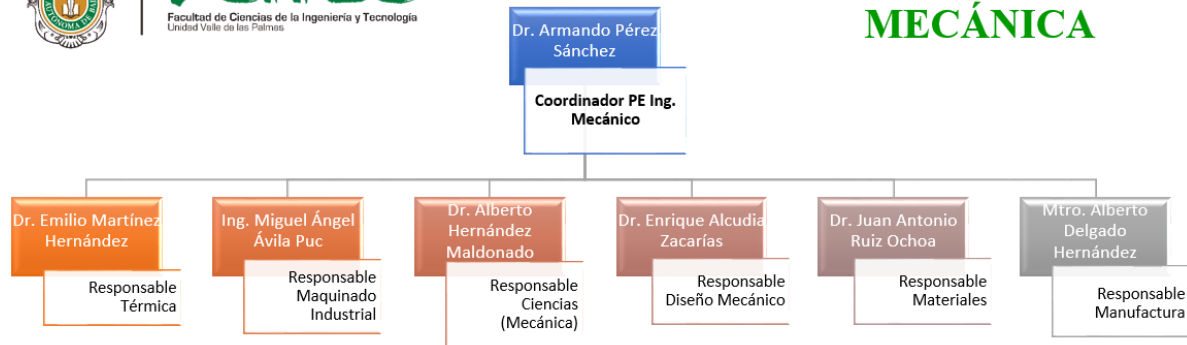 Facultad de Ciencias de la Ingeniería y Tecnología
Unidad Valle de las Palmas
MECÁNICA
Dr. Armando Pérez
Sánchez
Coordinador PE Ing.
Mecánico
Dr. Emilio Martínez
Hernández
Responsable
Térmica
Ing. Miguel Ángel
Ávila Puc
Responsable
Maquinado
Industrial
Dr. Alberto
Hernández
Maldonado
Responsable
Ciencias
(Mecánica)
Dr. Enrique Alcudia
Zacarías
Responsable
Diseño Mecánico
Dr. Juan Antonio
Ruiz Ochoa
Responsable
Materiales
Mtro. Alberto
Delgado
Hernández
Responsable
Manufactura